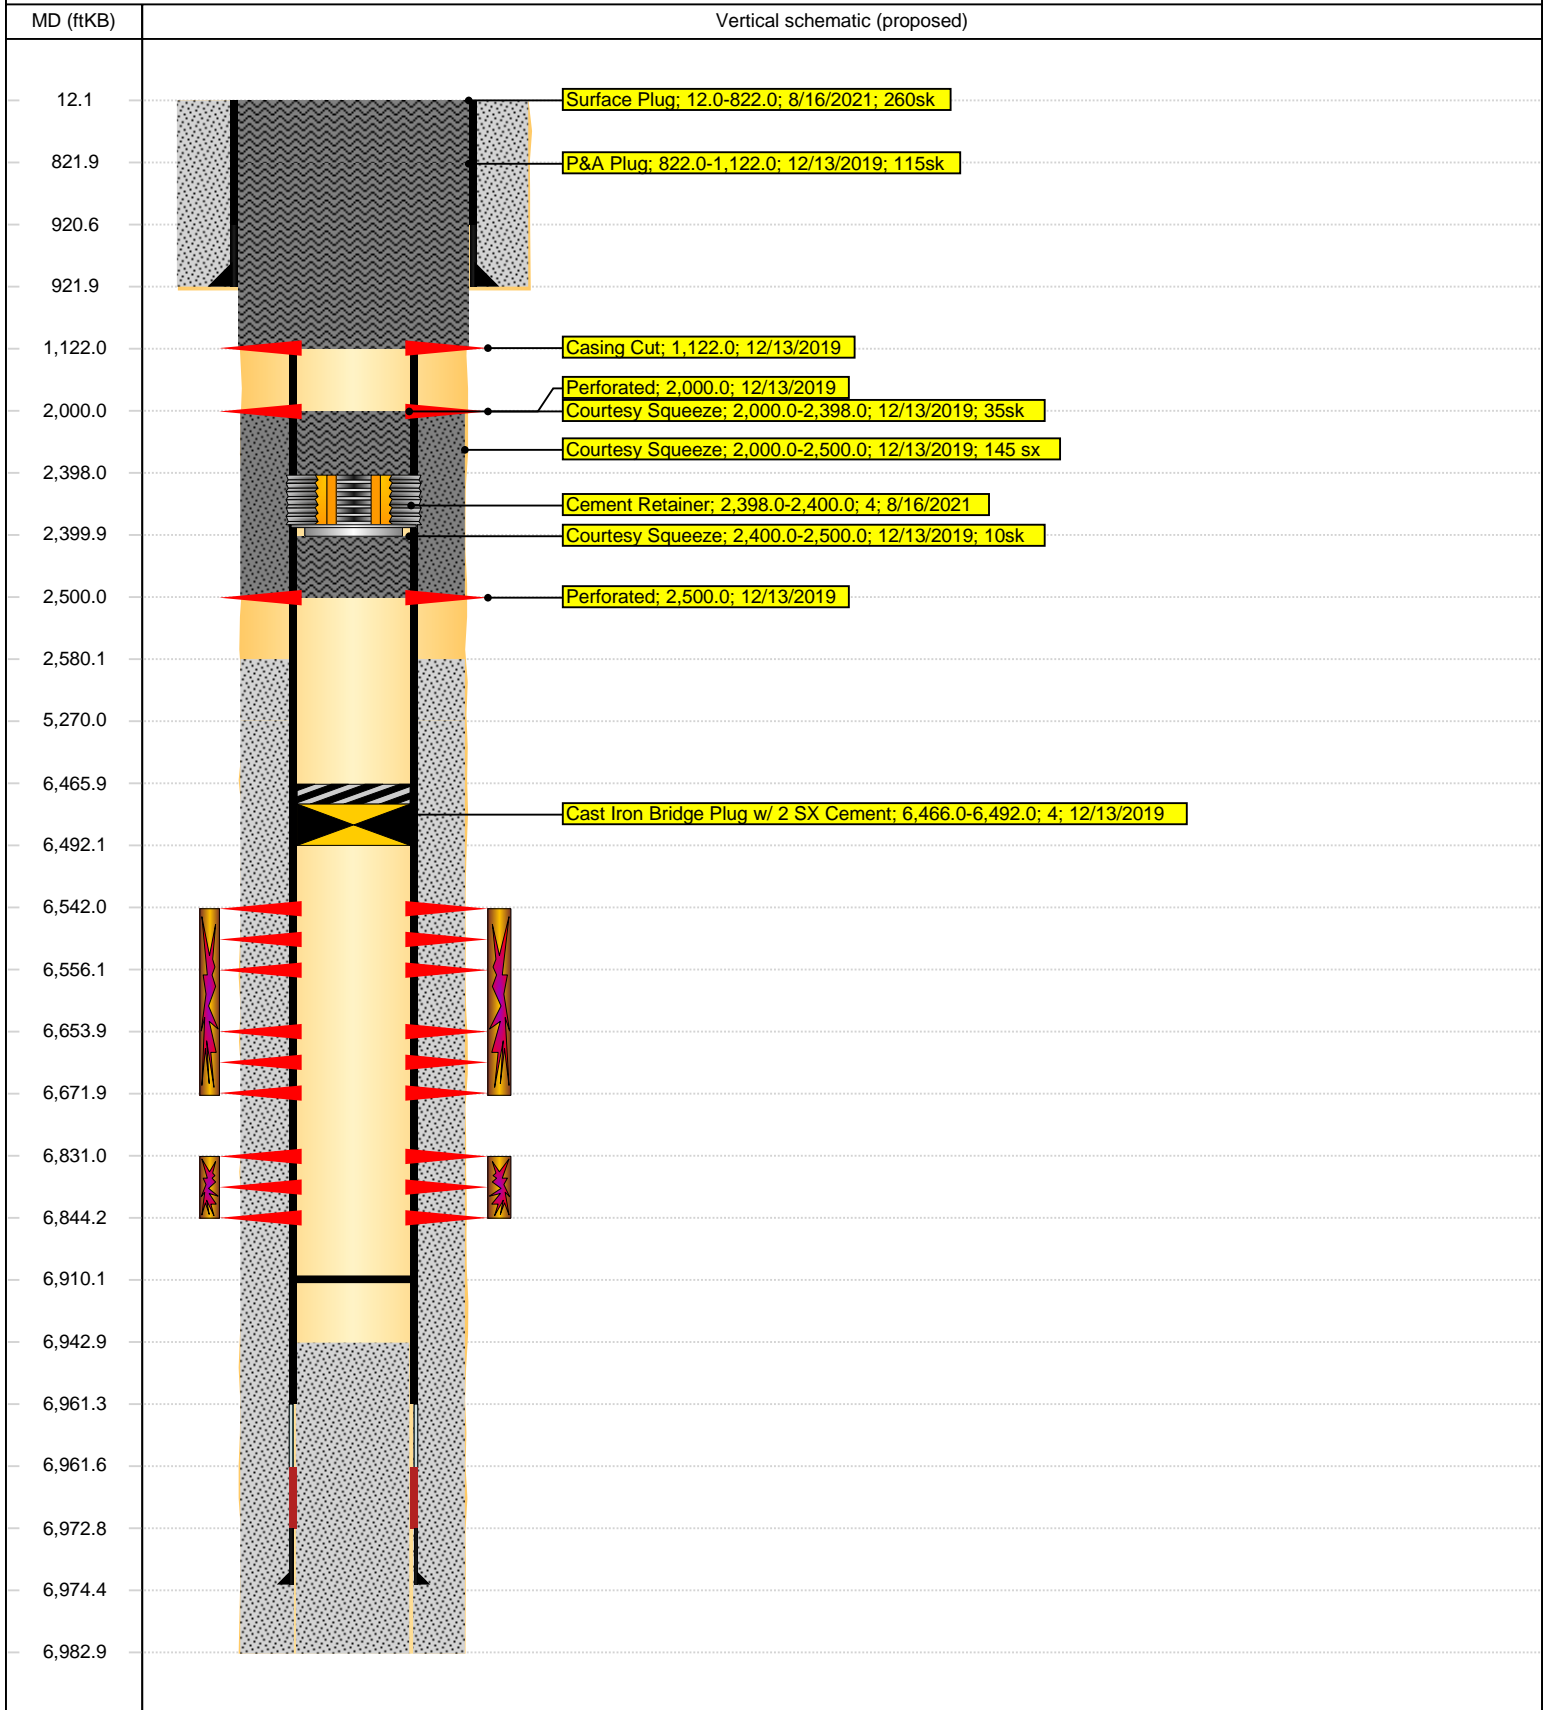 MD (ftKB)
Vertical schematic (proposed)
12.1
Surface Plug; 12.0-822.0; 8/16/2021; 260sk
821.9
P&A Plug; 822.0-1,122.0; 12/13/2019; 115sk
920.6
921.9
1,122.0
Casing Cut; 1,122.0; 12/13/2019
Perforated; 2,000.0; 12/13/2019
2,000.0
Courtesy Squeeze; 2,000.0-2,398.0; 12/13/2019; 35sk
Courtesy Squeeze; 2,000.0-2,500.0; 12/13/2019; 145 sx
2,398.0
Cement Retainer; 2,398.0-2,400.0; 4; 8/16/2021
2,399.9
Courtesy Squeeze; 2,400.0-2,500.0; 12/13/2019; 10sk
2,500.0
Perforated; 2,500.0; 12/13/2019
2,580.1
5,270.0
6,465.9
Cast Iron Bridge Plug w/ 2 SX Cement; 6,466.0-6,492.0; 4; 12/13/2019
6,492.1
6,542.0
6,556.1
6,653.9
6,671.9
6,831.0
6,844.2
6,910.1
6,942.9
6,961.3
6,961.6
6,972.8
6,974.4
6,982.9